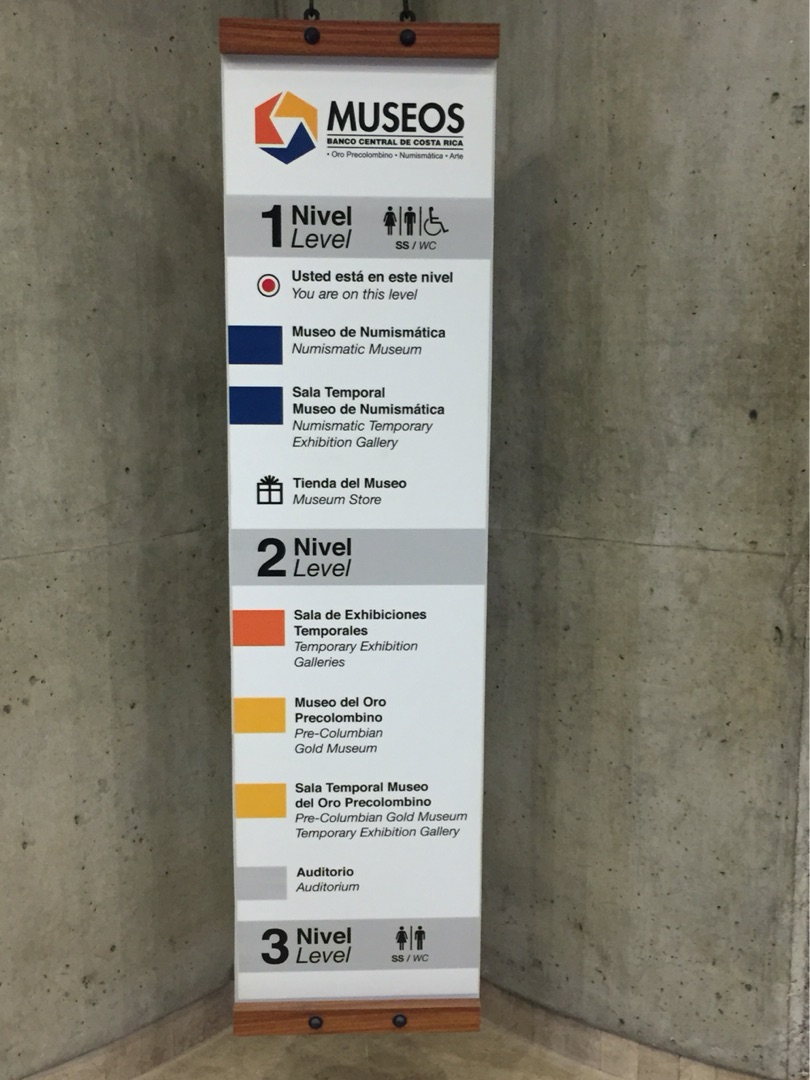 MUSEOS
BANCO CENTRAL DE COSTA RICA
• Oro Precolombino • Numismática • Arte
1 Nivel
Level
SS / WC
Usted está en este nivel
You are on this level
Museo de Numismática
Numismatic Museum
Sala Temporal
Museo de Numismática
Numismatic Temporary
Exhibition Gallery
Tienda del Museo
Museum Store
2 Nivel
Level
Sala de Exhibiciones
Temporales
Temporary Exhibition
Galleries
Museo del Oro
Precolombino
Pre-Columbian
Gold Museum
Sala Temporal Museo
del Oro Precolombino
Pre-Columbian Gold Museum
Temporary Exhibition Gallery
Auditorio
Auditorium
3 Nivel
Level
SS / WC